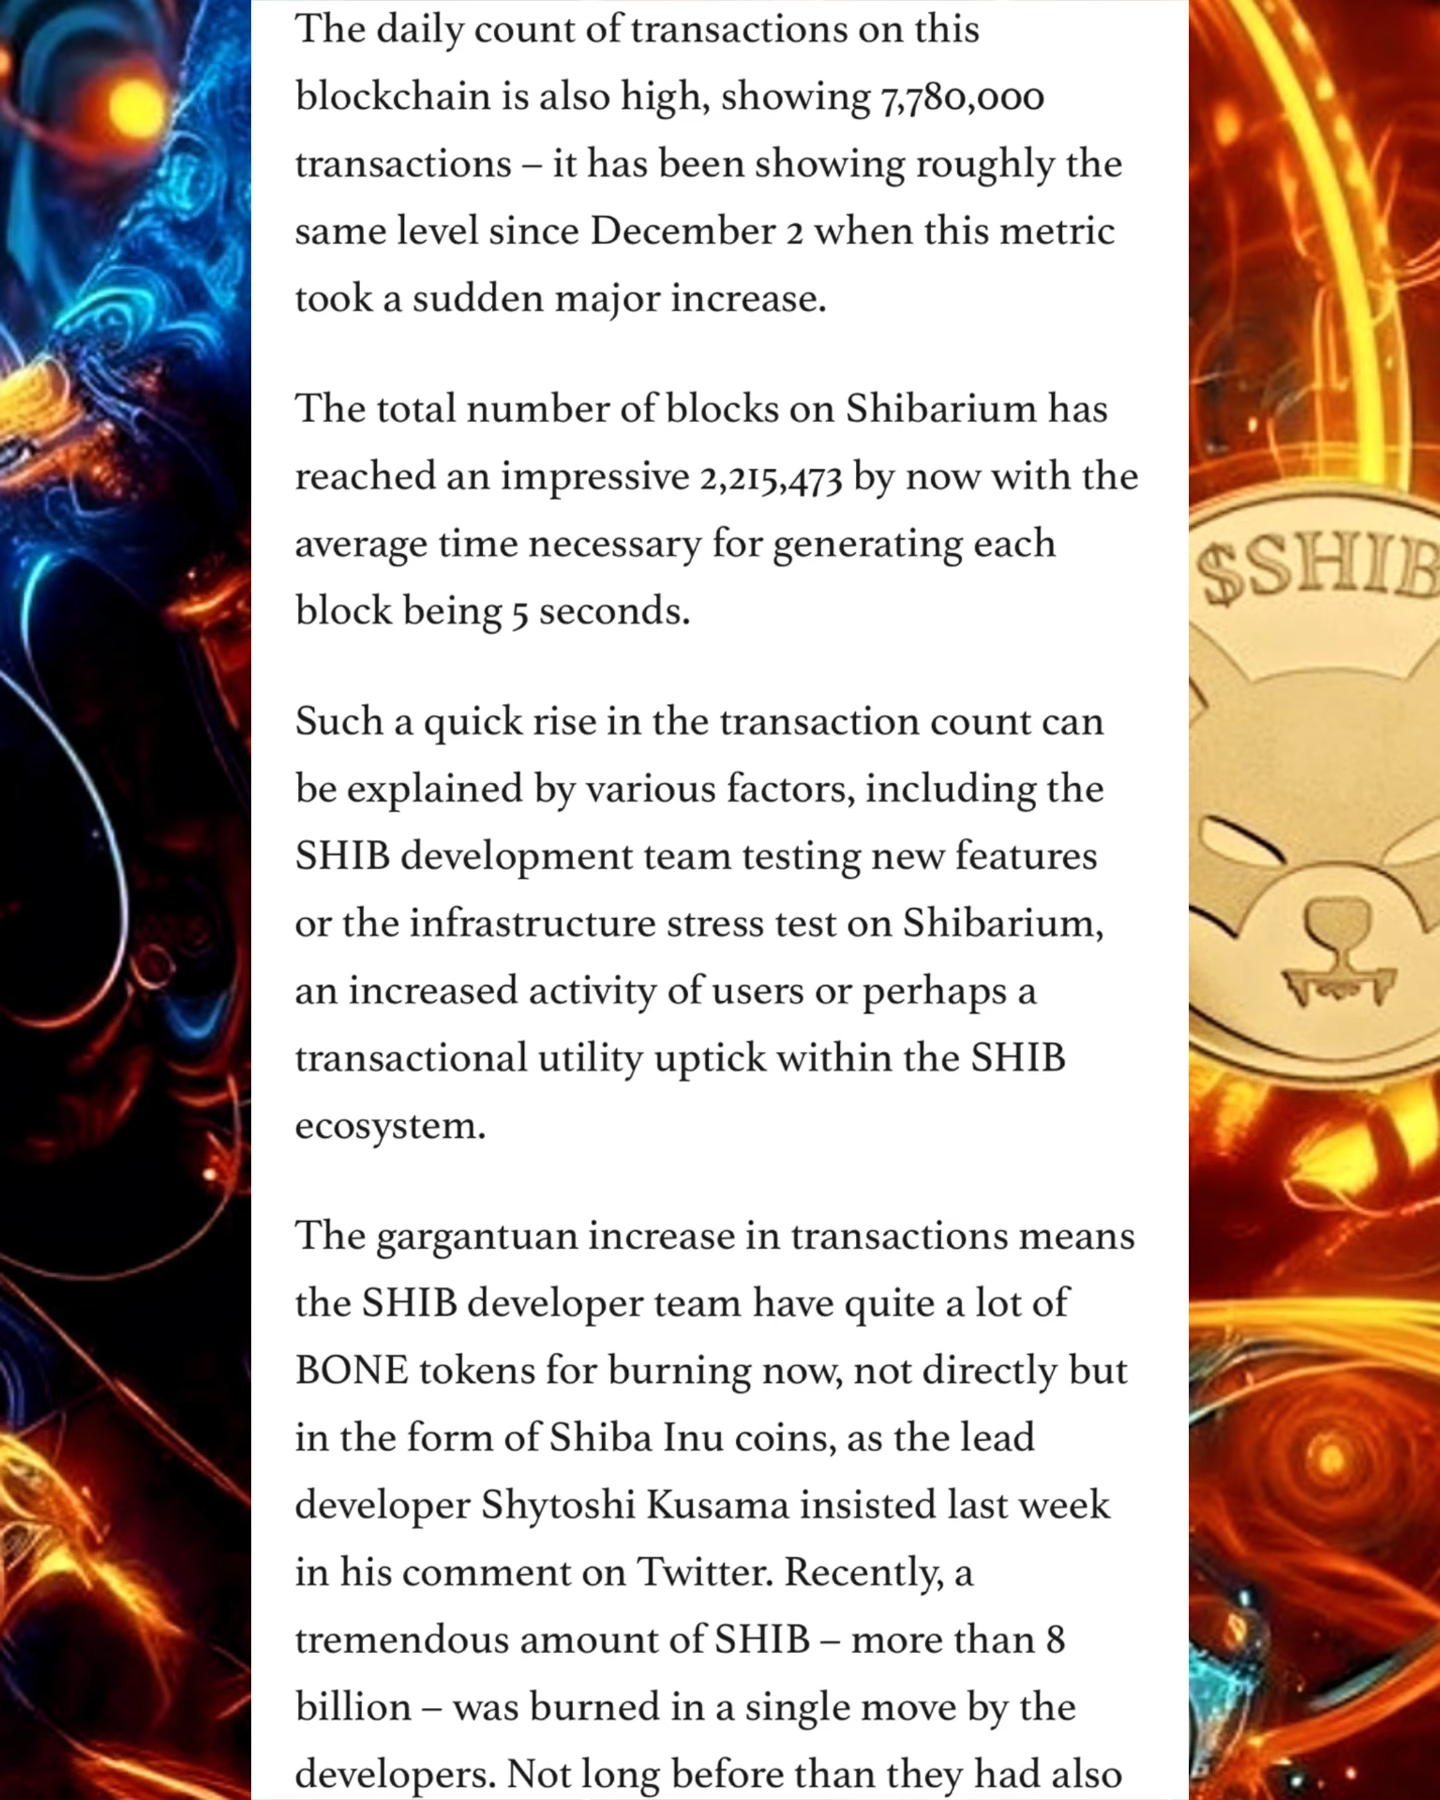 The daily count of transactions on this
blockchain is also high, showing 7,780,000
transactions – it has been showing roughly the
same level since December 2 when this metric
took a sudden major increase.
The total number of blocks on Shibarium has
reached an impressive 2,215,473 by now with the
average time necessary for generating each
block being 5 seconds.
Such a quick rise in the transaction count can
be explained by various factors, including the
SHIB development team testing new features
or the infrastructure stress test on Shibarium,
an increased activity of users or perhaps a
transactional utility uptick within the SHIB
ecosystem.
The gargantuan increase in transactions means
the SHIB developer team have quite a lot of
BONE tokens for burning now, not directly but
in the form of Shiba Inu coins, as the lead
developer Shytoshi Kusama insisted last week
in his comment on Twitter. Recently, a
tremendous amount of SHIB – more than 8
billion – was burned in a single move by the
developers. Not long before than they had also
$SHIB